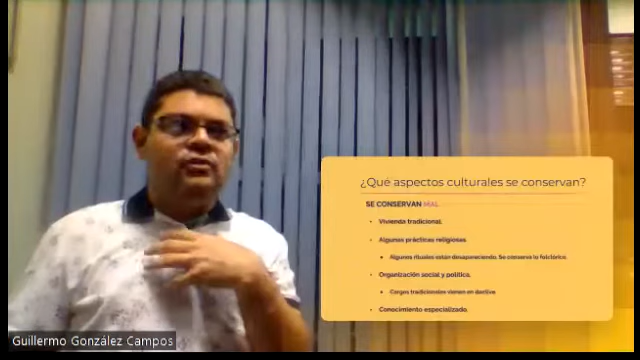 ¿Qué aspectos culturales se conservan?
SE CONSERVAN MAL
Vivienda tradicional.
Algunas prácticas religiosas.
Algunos rituales están desapareciendo. Se conserva lo folclórico.
Organización social y política.
Cargos tradicionales vienen en declive
Conocimiento especializado.
Guillermo González Campos